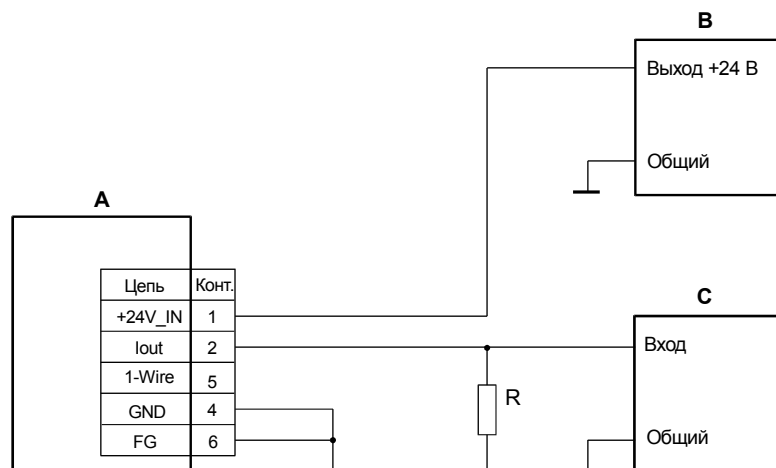 B
Выход +24 В
Общий
A
Цепь Конт.
+24V_IN 1
Iout 2
1-Wire 5
GND 4
FG 6
C
Вход
R
Общий